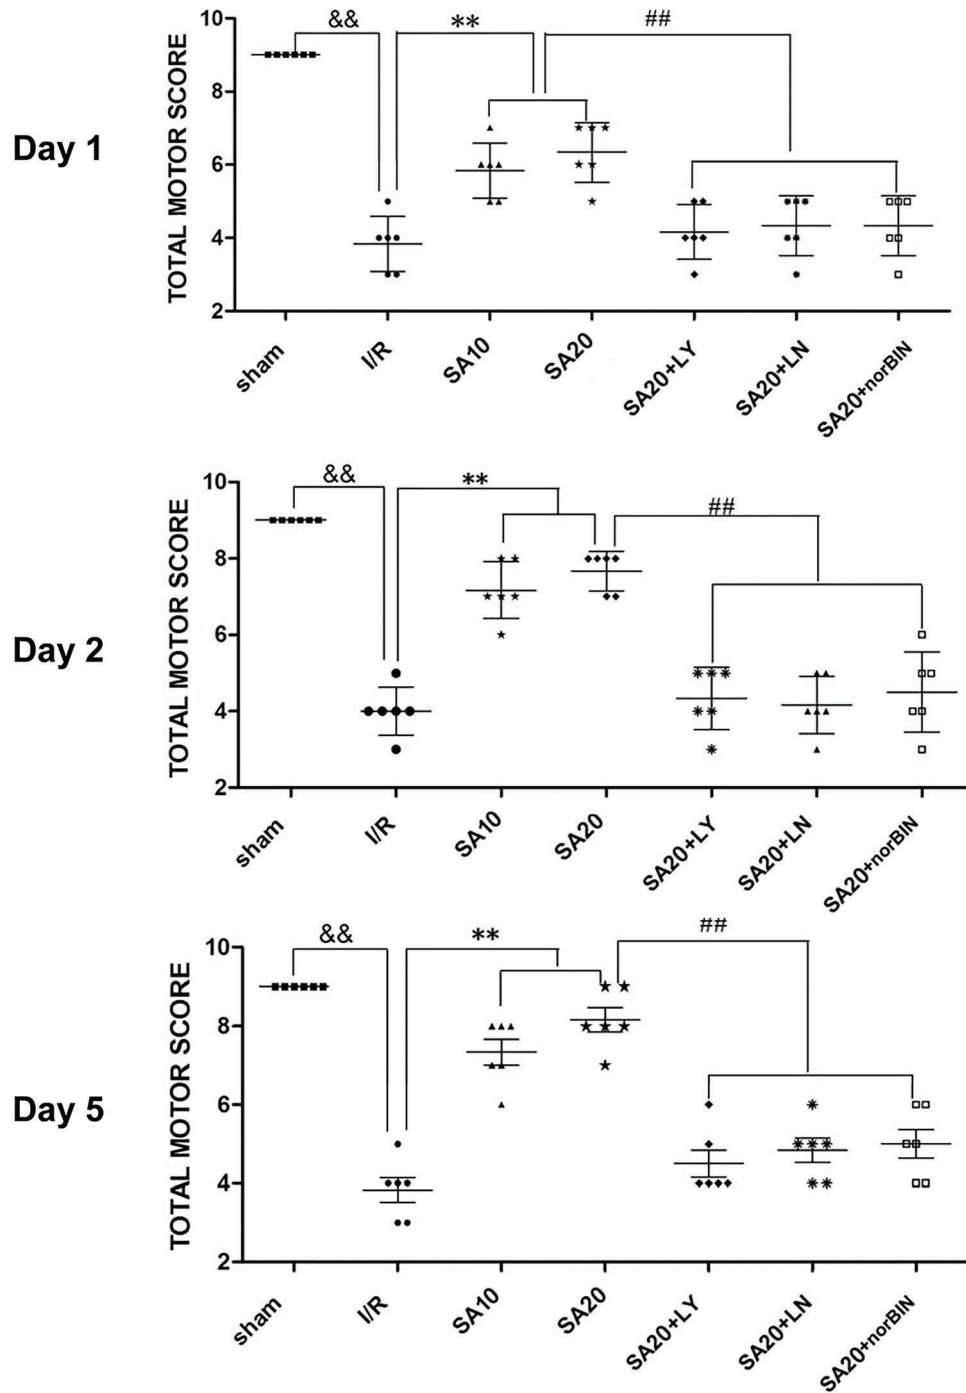 Day 1
TOTAL MOTOR SCORE
10
8
6
4
2
&&
**
##
sham
I/R
SA10
SA20
SA20+LY
SA20+LN
SA20+norBIN
Day 2
TOTAL MOTOR SCORE
10
8
6
4
2
&&
**
##
sham
I/R
SA10
SA20
SA20+LY
SA20+LN
SA20+norBIN
Day 5
TOTAL MOTOR SCORE
10
8
6
4
2
&&
**
##
sham
I/R
SA10
SA20
SA20+LY
SA20+LN
SA20+norBIN